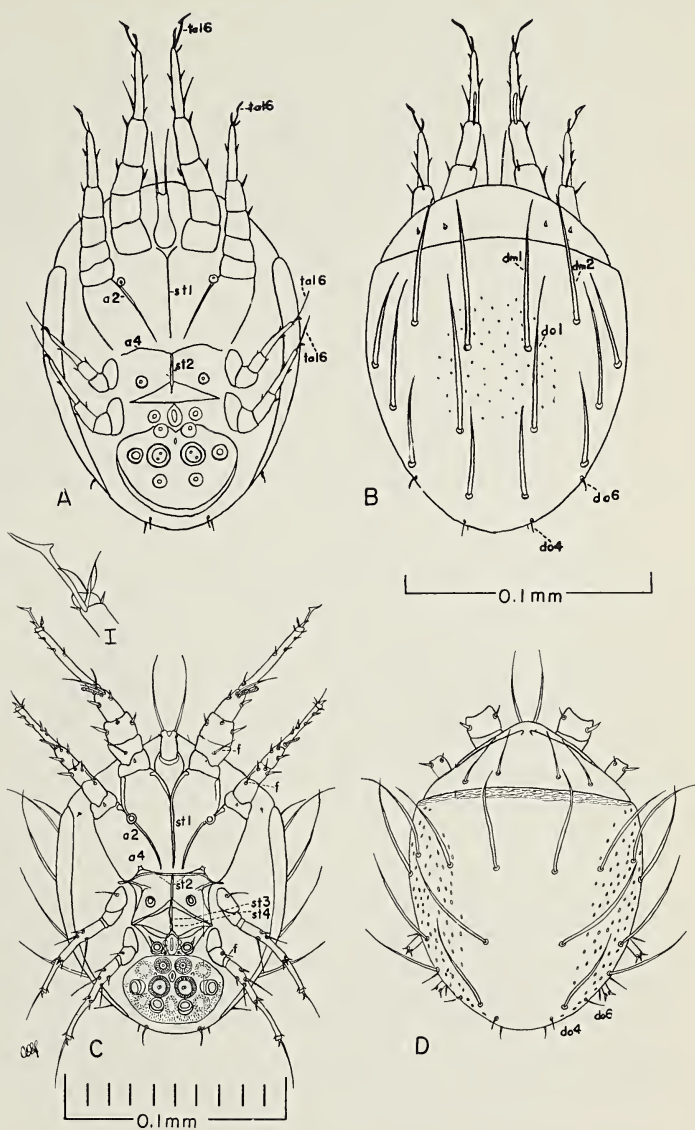 ta16
ta16
a2
st1
ta16
ta16
a4
st2
A
dm1
dm2
do1
do6
do4
B
0.1mm
I
f
f
a2
st1
a4
st2
st3
st4
f
C
0.1mm
do6
do4
D